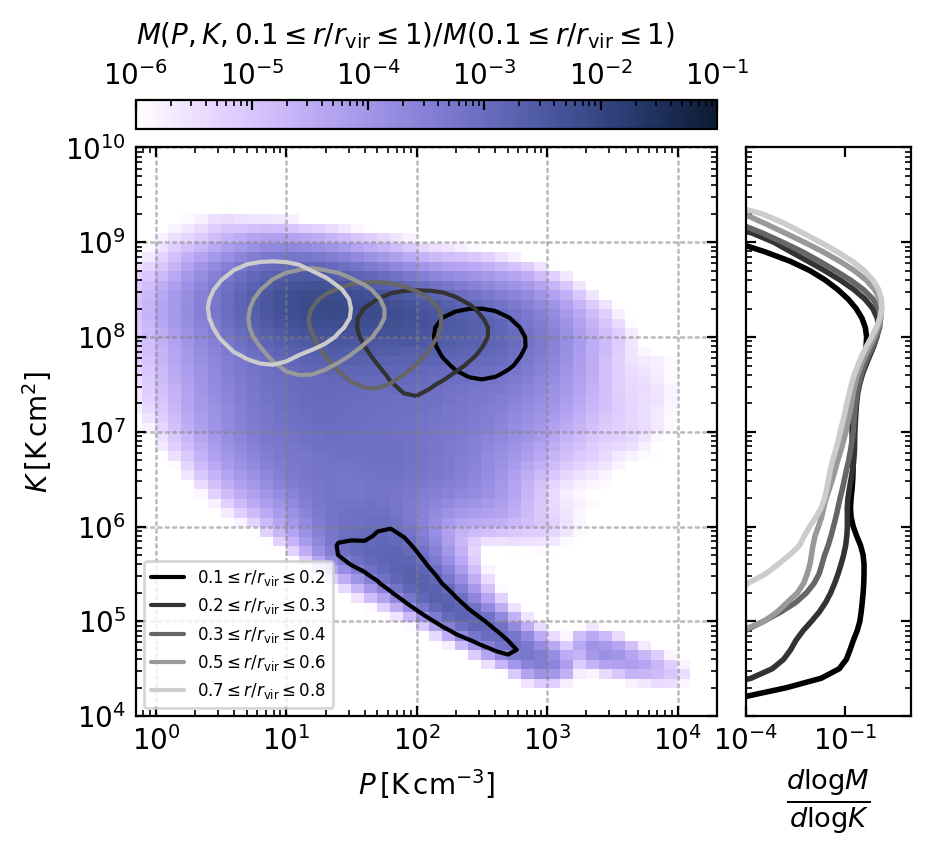 M(P, K, 0.1 ≤ r/r_vir ≤ 1)/M(0.1 ≤ r/r_vir ≤ 1)
10^−6 10^−5 10^−4 10^−3 10^−2 10^−1
10^10
10^9
10^8
10^7
10^6
10^5
10^4
K [K cm^2]
0.1 ≤ r/r_vir ≤ 0.2
0.2 ≤ r/r_vir ≤ 0.3
0.3 ≤ r/r_vir ≤ 0.4
0.5 ≤ r/r_vir ≤ 0.6
0.7 ≤ r/r_vir ≤ 0.8
10^0 10^1 10^2 10^3 10^4
P [K cm^−3]
10^−4 10^−1
dlogM
dlogK